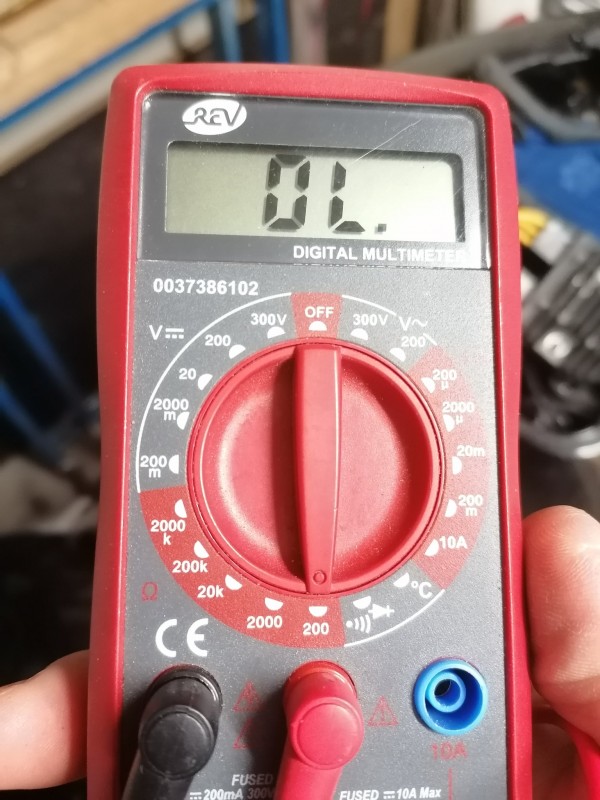 REV
0L.
DIGITAL MULTIMETER
0037386102
OFF
300V
300V
V⎓
V~
200
200
20
200
µ
2000
m
2000
µ
200
m
20m
2000
k
200
m
200k
10A
20k
°C
Ω
2000
200
CE
10A
FUSED
⎓200mA 300V
FUSED ⎓10A Max